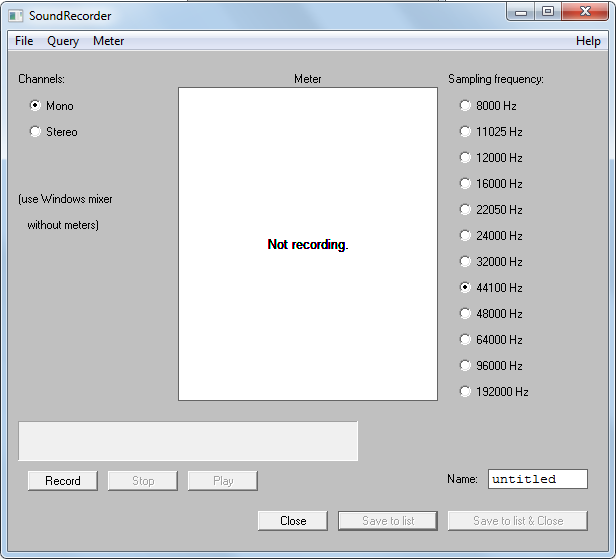 SoundRecorder
File Query Meter Help
Channels:
Mono
Stereo
(use Windows mixer
without meters)
Meter
Not recording.
Sampling frequency:
8000 Hz
11025 Hz
12000 Hz
16000 Hz
22050 Hz
24000 Hz
32000 Hz
44100 Hz
48000 Hz
64000 Hz
96000 Hz
192000 Hz
Record Stop Play
Name: untitled
Close Save to list Save to list & Close